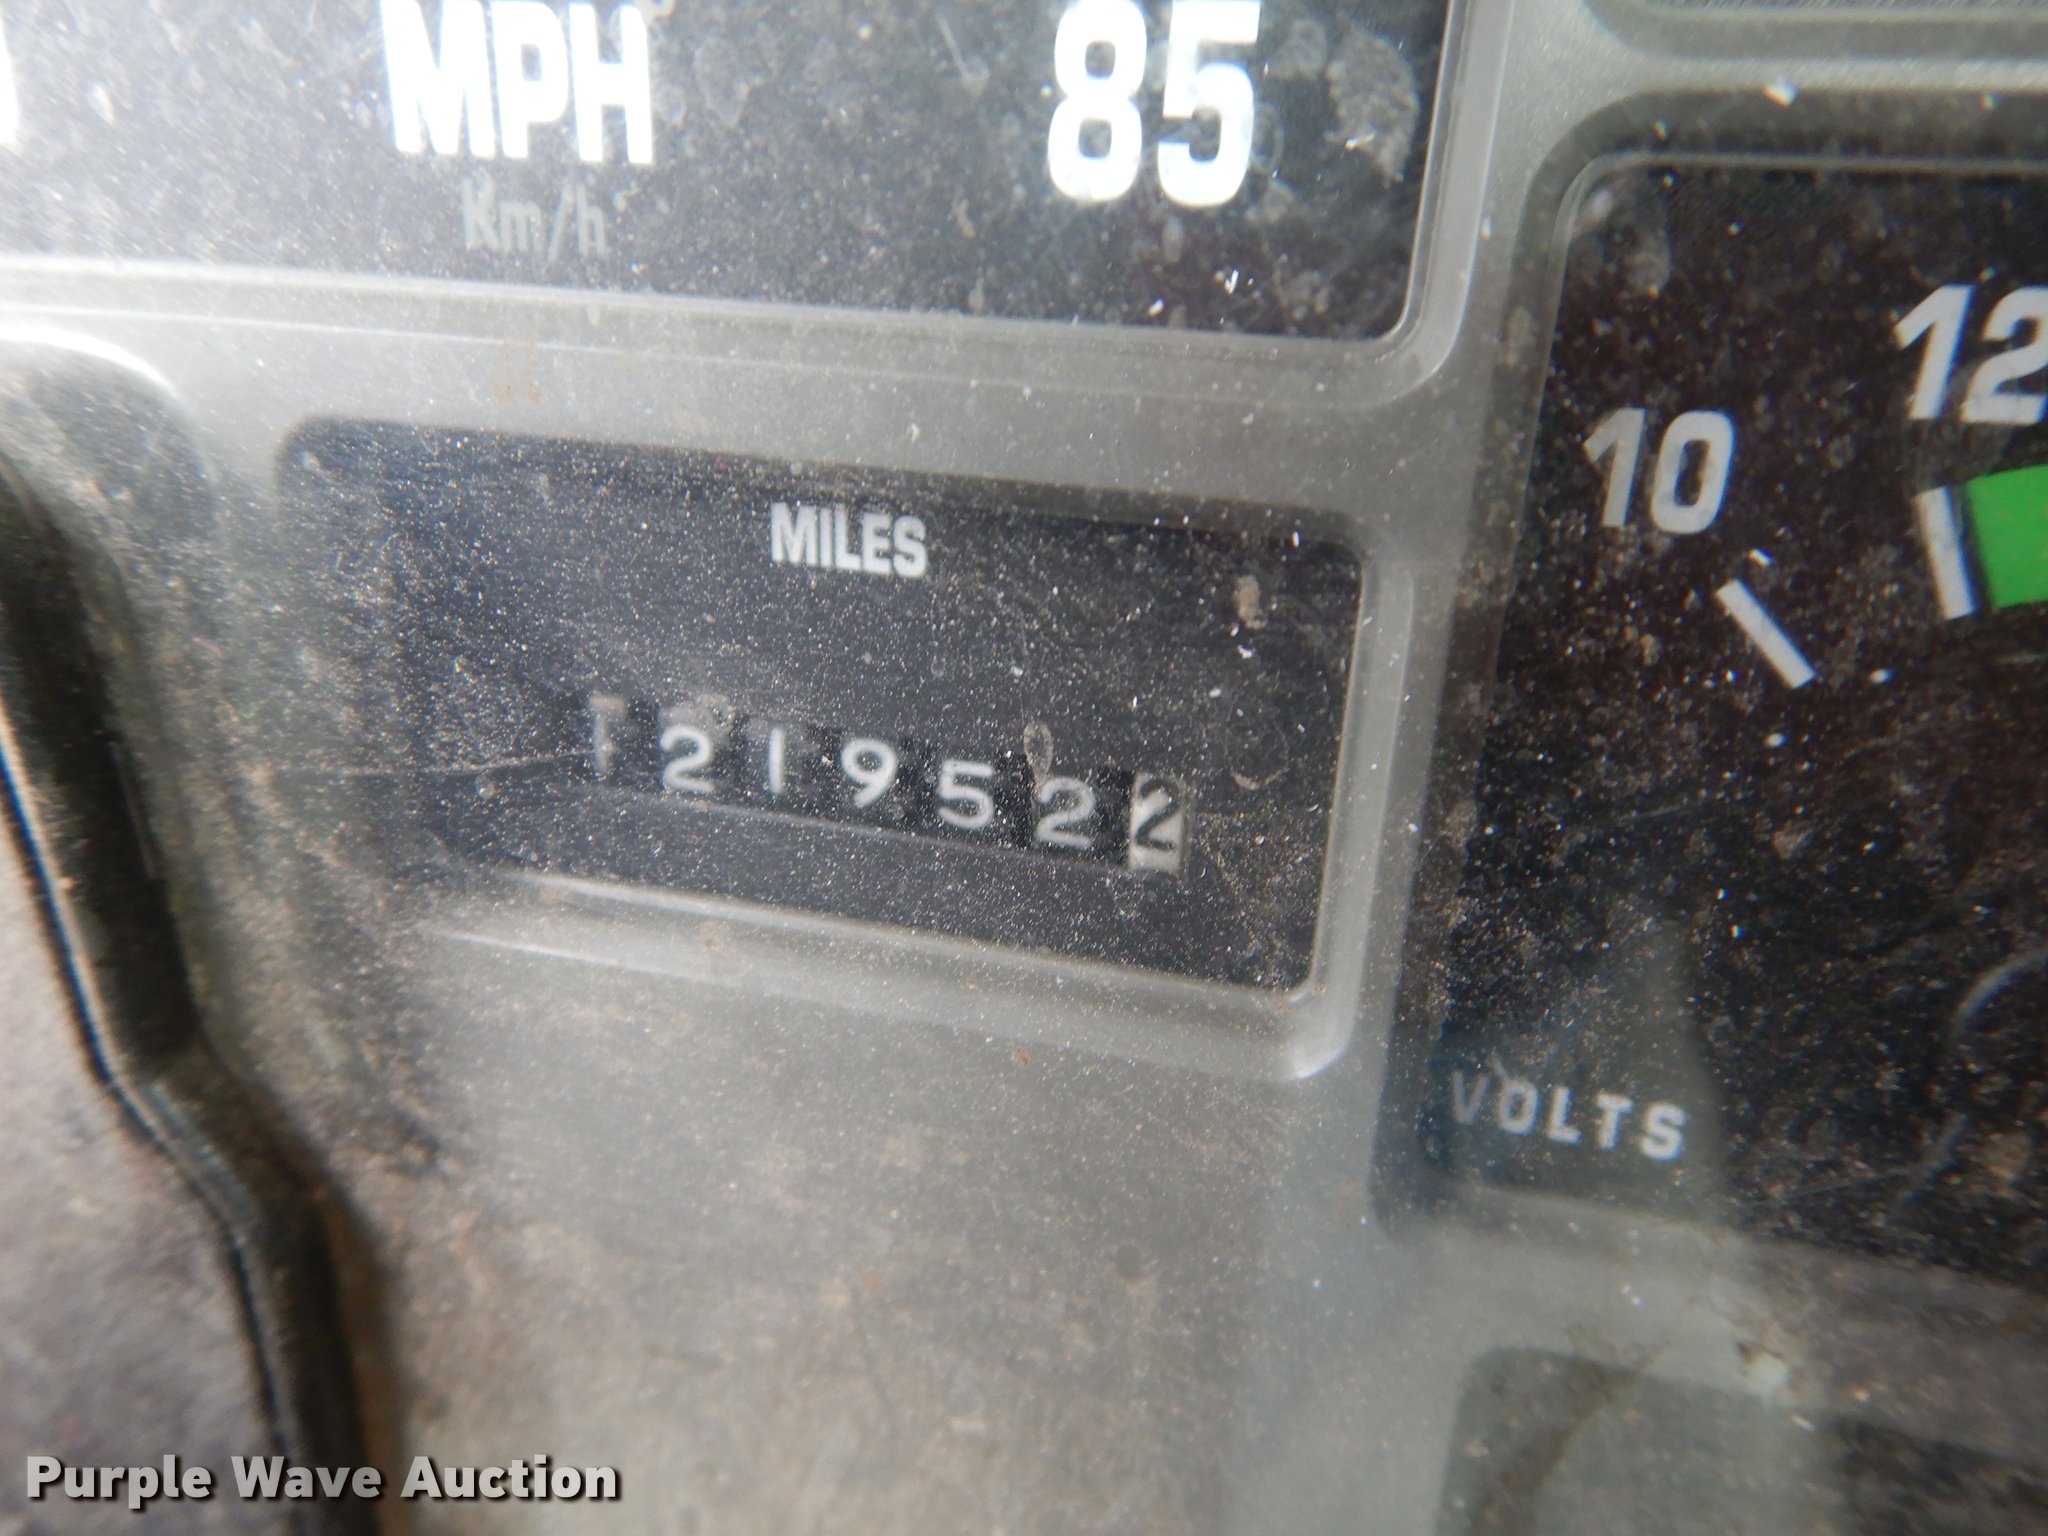 MPH 85
Km/h
10 12
MILES
219522
VOLTS
Purple Wave Auction